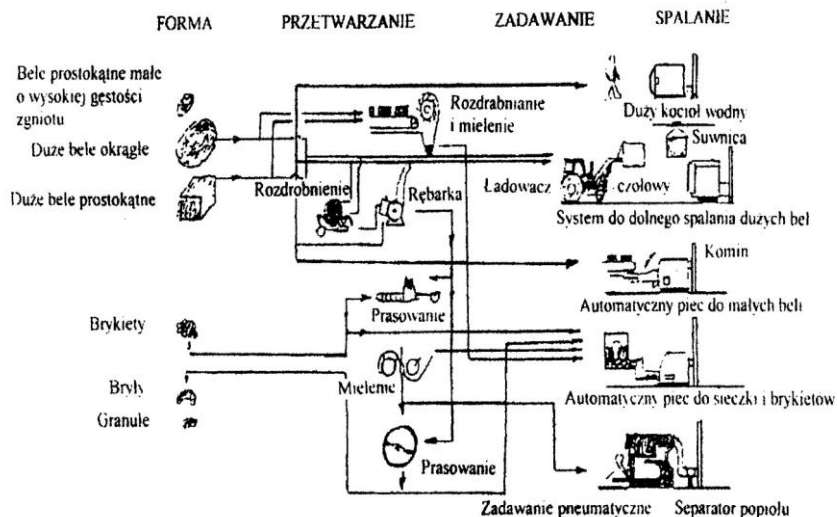 FORMA PRZETWARZANIE ZADAWANIE SPALANIE
Bele prostokątne małe
o wysokiej gęstości
zgniotu
Rozdrabnianie
i mielenie
Duży kocioł wodny
Duże bele okrągłe
Suwnica
Duże bele prostokątne
Rozdrobnienie
Rębarka
Ładowacz czołowy
System do dolnego spalania dużych bel
Komin
Automatyczny piec do małych beli
Prasowanie
Brykiety
Mielenie
Bryły
Automatyczny piec do sieczki i brykietow
Granule
Prasowanie
Zadawanie pneumatyczne Separator popiołu